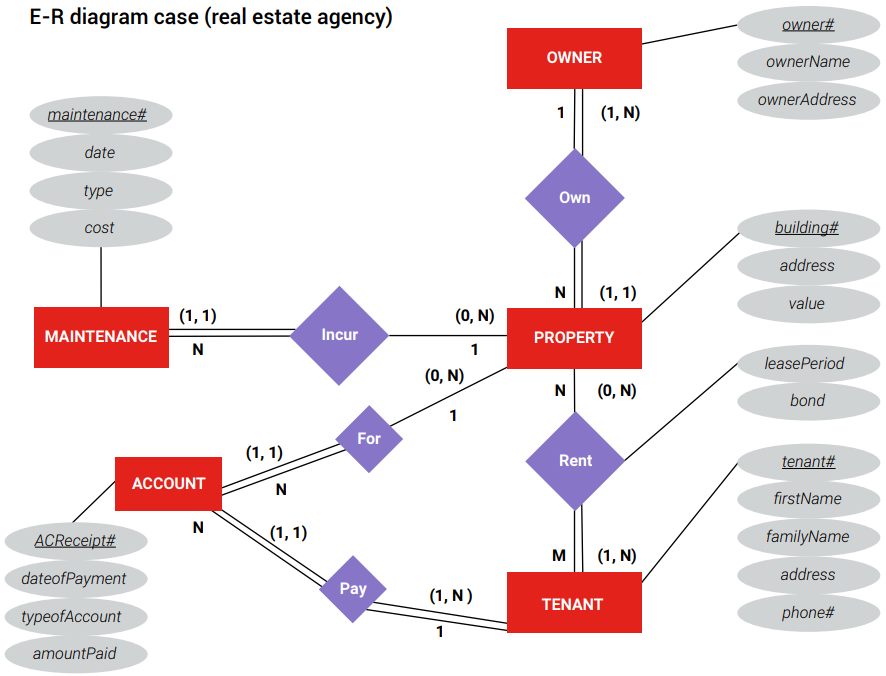 E-R diagram case (real estate agency)
OWNER
owner#
ownerName
ownerAddress
1 (1, N)
Own
N (1, 1)
maintenance#
date
type
cost
MAINTENANCE
(1, 1)
N
Incur
(0, N)
1
PROPERTY
building#
address
value
(0, N)
1
For
(1, 1)
N
N (0, N)
Rent
leasePeriod
bond
M (1, N)
ACCOUNT
ACReceipt#
dateofPayment
typeofAccount
amountPaid
N
(1, 1)
Pay
(1, N )
1
TENANT
tenant#
firstName
familyName
address
phone#